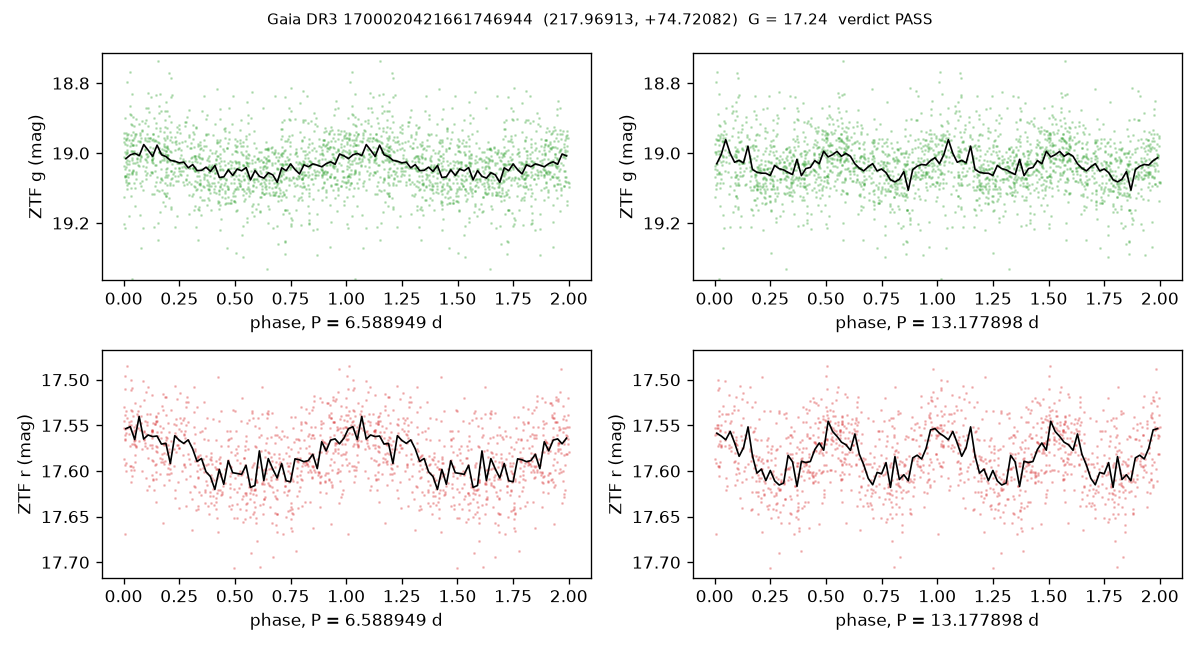 Gaia DR3 1700020421661746944 (217.96913, +74.72082) G = 17.24 verdict PASS
ZTF g (mag)
18.8
19.0
19.2
0.00 0.25 0.50 0.75 1.00 1.25 1.50 1.75 2.00
phase, P = 6.588949 d
ZTF g (mag)
18.8
19.0
19.2
0.00 0.25 0.50 0.75 1.00 1.25 1.50 1.75 2.00
phase, P = 13.177898 d
ZTF r (mag)
17.50
17.55
17.60
17.65
17.70
0.00 0.25 0.50 0.75 1.00 1.25 1.50 1.75 2.00
phase, P = 6.588949 d
ZTF r (mag)
17.50
17.55
17.60
17.65
17.70
0.00 0.25 0.50 0.75 1.00 1.25 1.50 1.75 2.00
phase, P = 13.177898 d